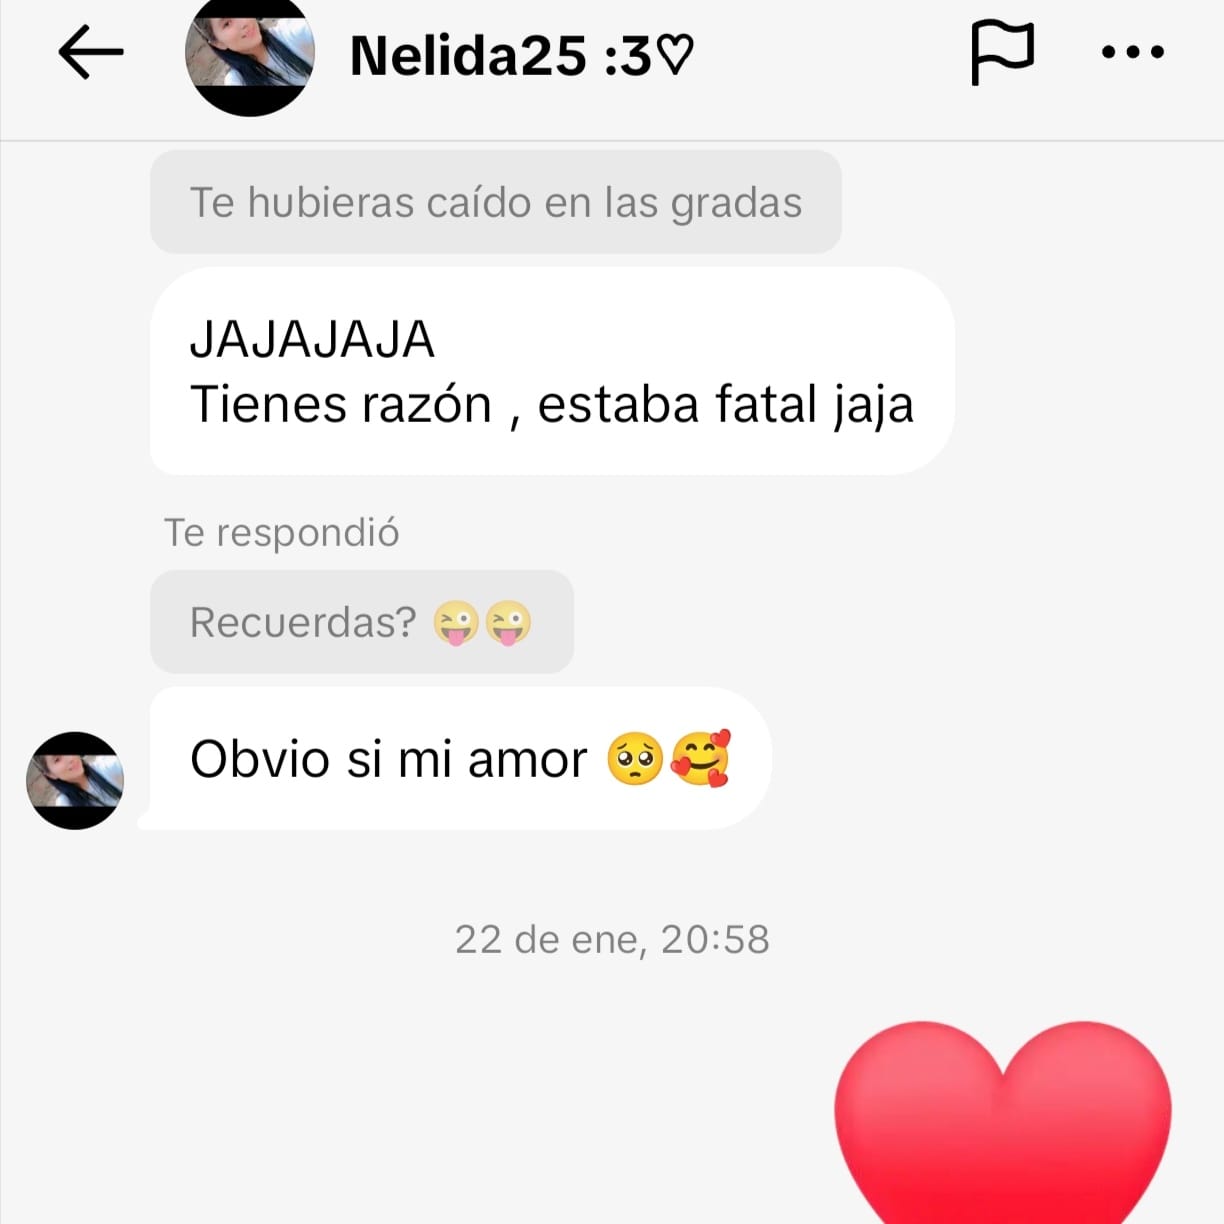 Nelida25 :3♡
Te hubieras caído en las gradas
JAJAJAJA
Tienes razón , estaba fatal jaja
Te respondió
Recuerdas? 😜😜
Obvio si mi amor 🥺🥰
22 de ene, 20:58